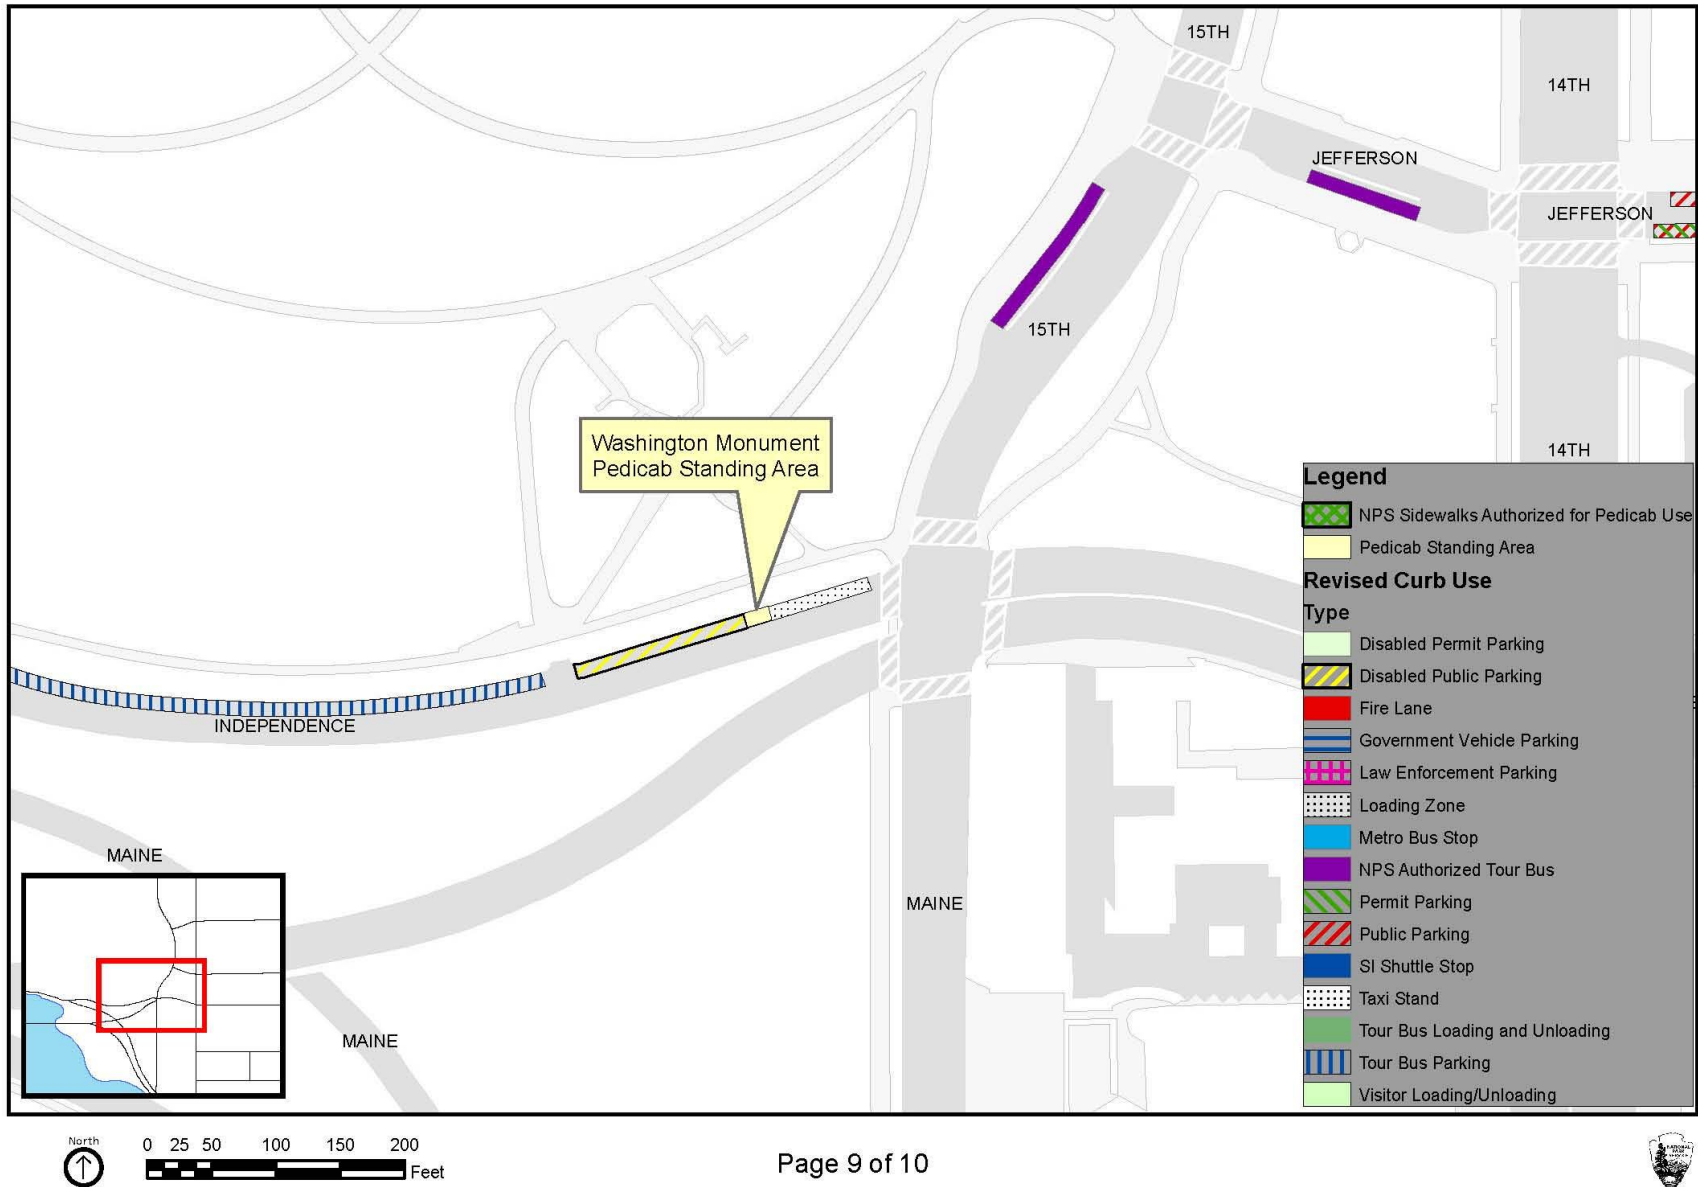 15TH
14TH
JEFFERSON
JEFFERSON
15TH
Washington Monument
Pedicab Standing Area
14TH
INDEPENDENCE
MAINE
MAINE
MAINE
Legend
NPS Sidewalks Authorized for Pedicab Use
Pedicab Standing Area
Revised Curb Use
Type
Disabled Permit Parking
Disabled Public Parking
Fire Lane
Government Vehicle Parking
Law Enforcement Parking
Loading Zone
Metro Bus Stop
NPS Authorized Tour Bus
Permit Parking
Public Parking
SI Shuttle Stop
Taxi Stand
Tour Bus Loading and Unloading
Tour Bus Parking
Visitor Loading/Unloading
North
0 25 50 100 150 200
Feet
Page 9 of 10
NATIONAL
PARK
SERVICE